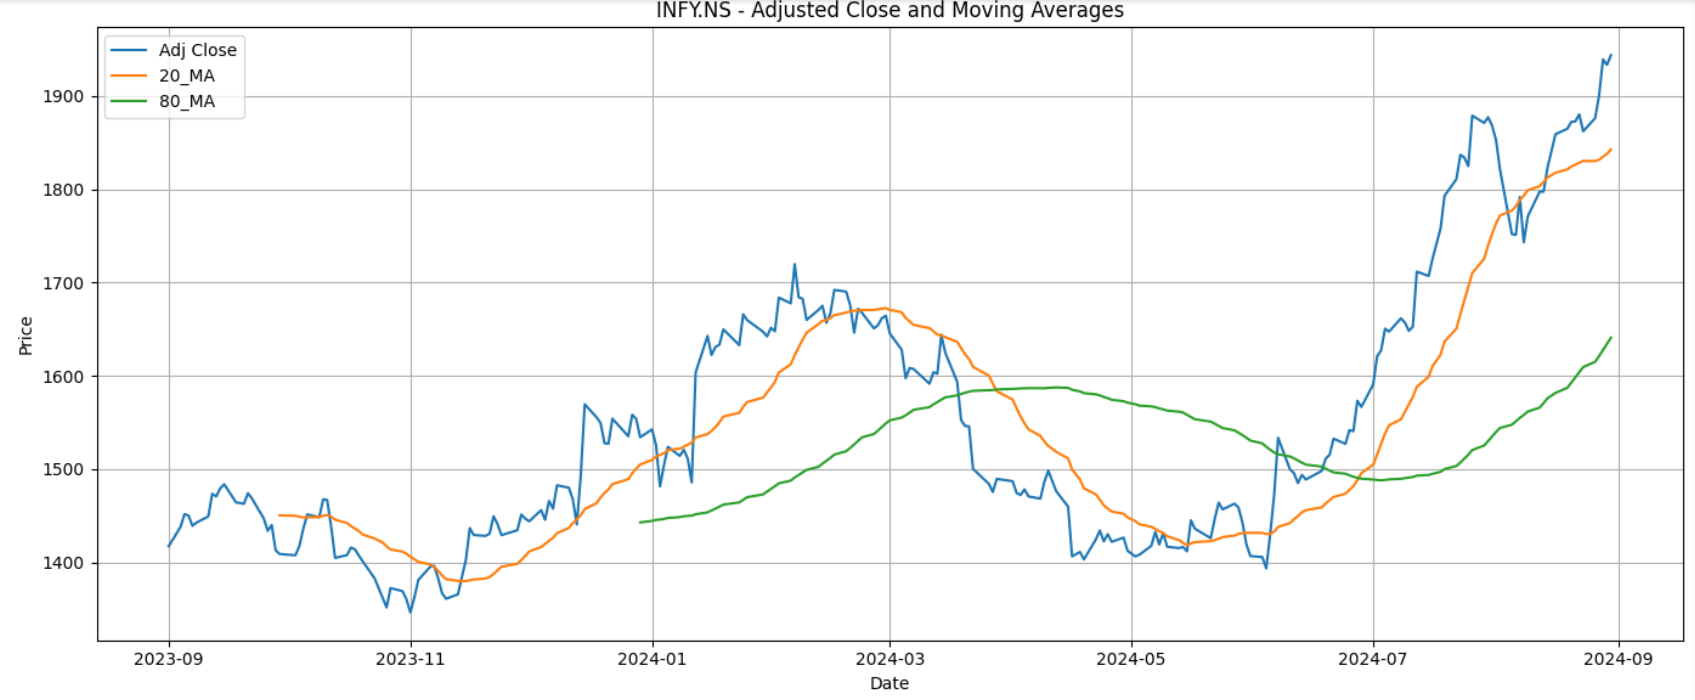 INFY.NS - Adjusted Close and Moving Averages
Adj Close
20_MA
80_MA
1900
1800
1700
1600
1500
1400
Price
2023-09 2023-11 2024-01 2024-03 2024-05 2024-07 2024-09
Date